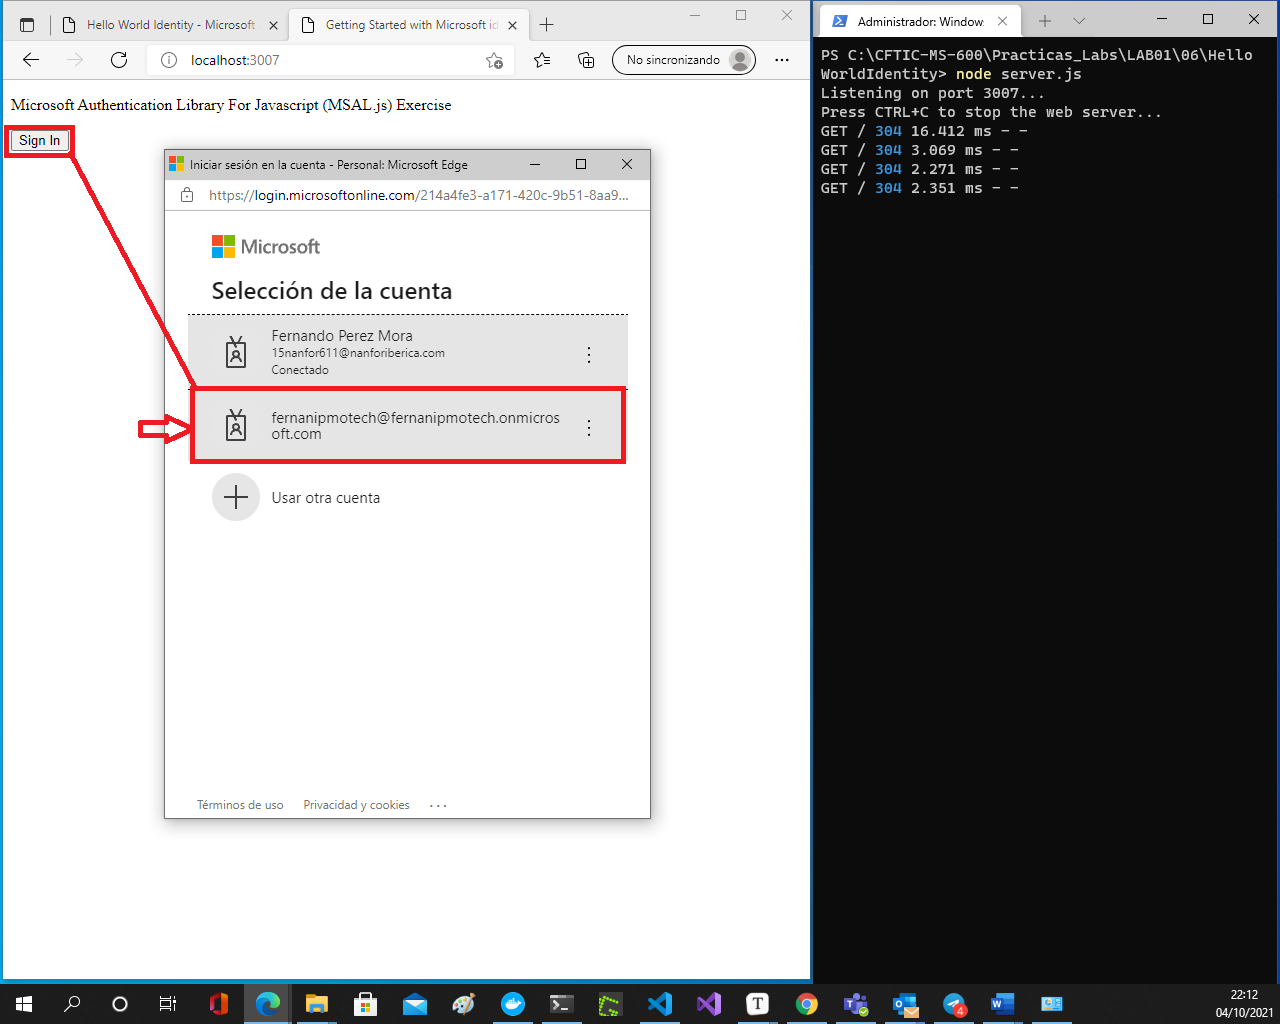 Hello World Identity - Microsoft
Getting Started with Microsoft id
localhost:3007
No sincronizando
Microsoft Authentication Library For Javascript (MSAL.js) Exercise
Sign In
Iniciar sesión en la cuenta - Personal: Microsoft Edge
https://login.microsoftonline.com/214a4fe3-a171-420c-9b51-8aa9...
Microsoft
Selección de la cuenta
Fernando Perez Mora
15nanfor611@nanforiberica.com
Conectado
fernanipmotech@fernanipmotech.onmicros
oft.com
Usar otra cuenta
Términos de uso Privacidad y cookies ...
Administrador: Window
PS C:\CFTIC-MS-600\Practicas_Labs\LAB01\06\Hello
WorldIdentity> node server.js
Listening on port 3007...
Press CTRL+C to stop the web server...
GET / 304 16.412 ms - -
GET / 304 3.069 ms - -
GET / 304 2.271 ms - -
GET / 304 2.351 ms - -
T
4
22:12
04/10/2021